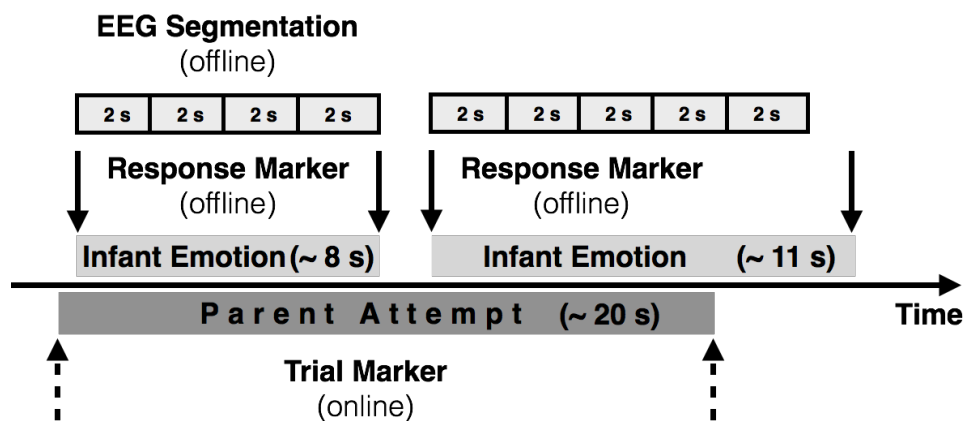 EEG Segmentation
(offline)
2 s 2 s 2 s 2 s 2 s 2 s 2 s 2 s 2 s
Response Marker Response Marker
(offline) (offline)
Infant Emotion (~ 8 s) Infant Emotion (~ 11 s)
Parent Attempt (~ 20 s)
Time
Trial Marker
(online)